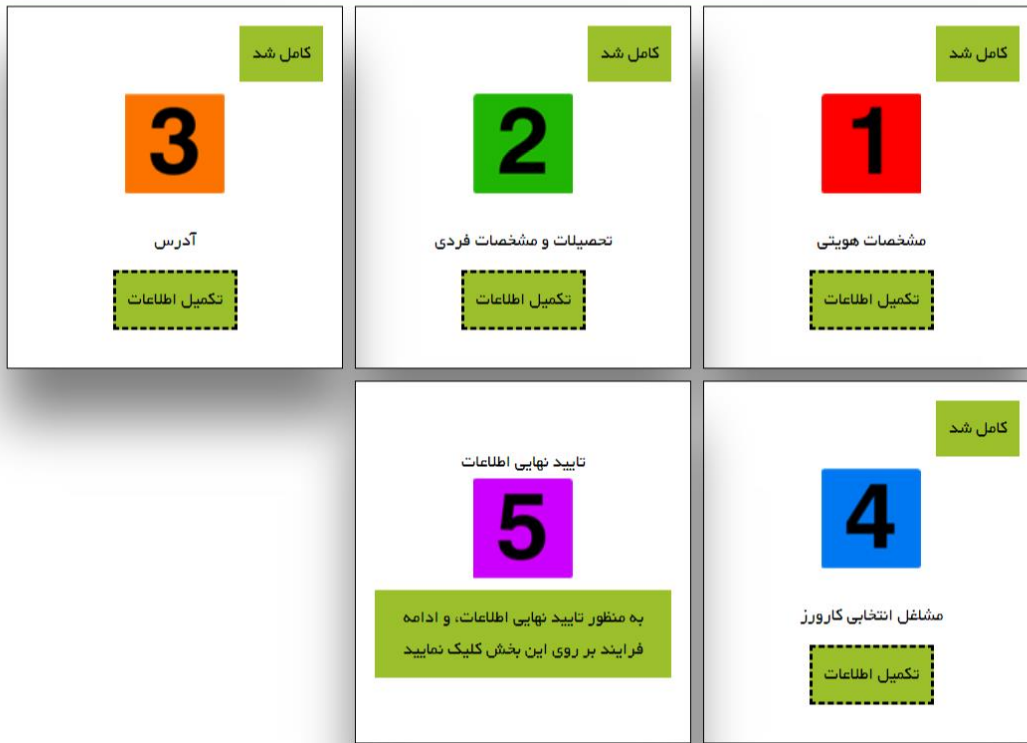 کامل شد
1
مشخصات هویتی
تکمیل اطلاعات
کامل شد
2
تحصیلات و مشخصات فردی
تکمیل اطلاعات
کامل شد
3
آدرس
تکمیل اطلاعات
کامل شد
4
مشاغل انتخابی کارورز
تکمیل اطلاعات
تایید نهایی اطلاعات
5
به منظور تایید نهایی اطلاعات، و ادامه
فرایند بر روی این بخش کلیک نمایید